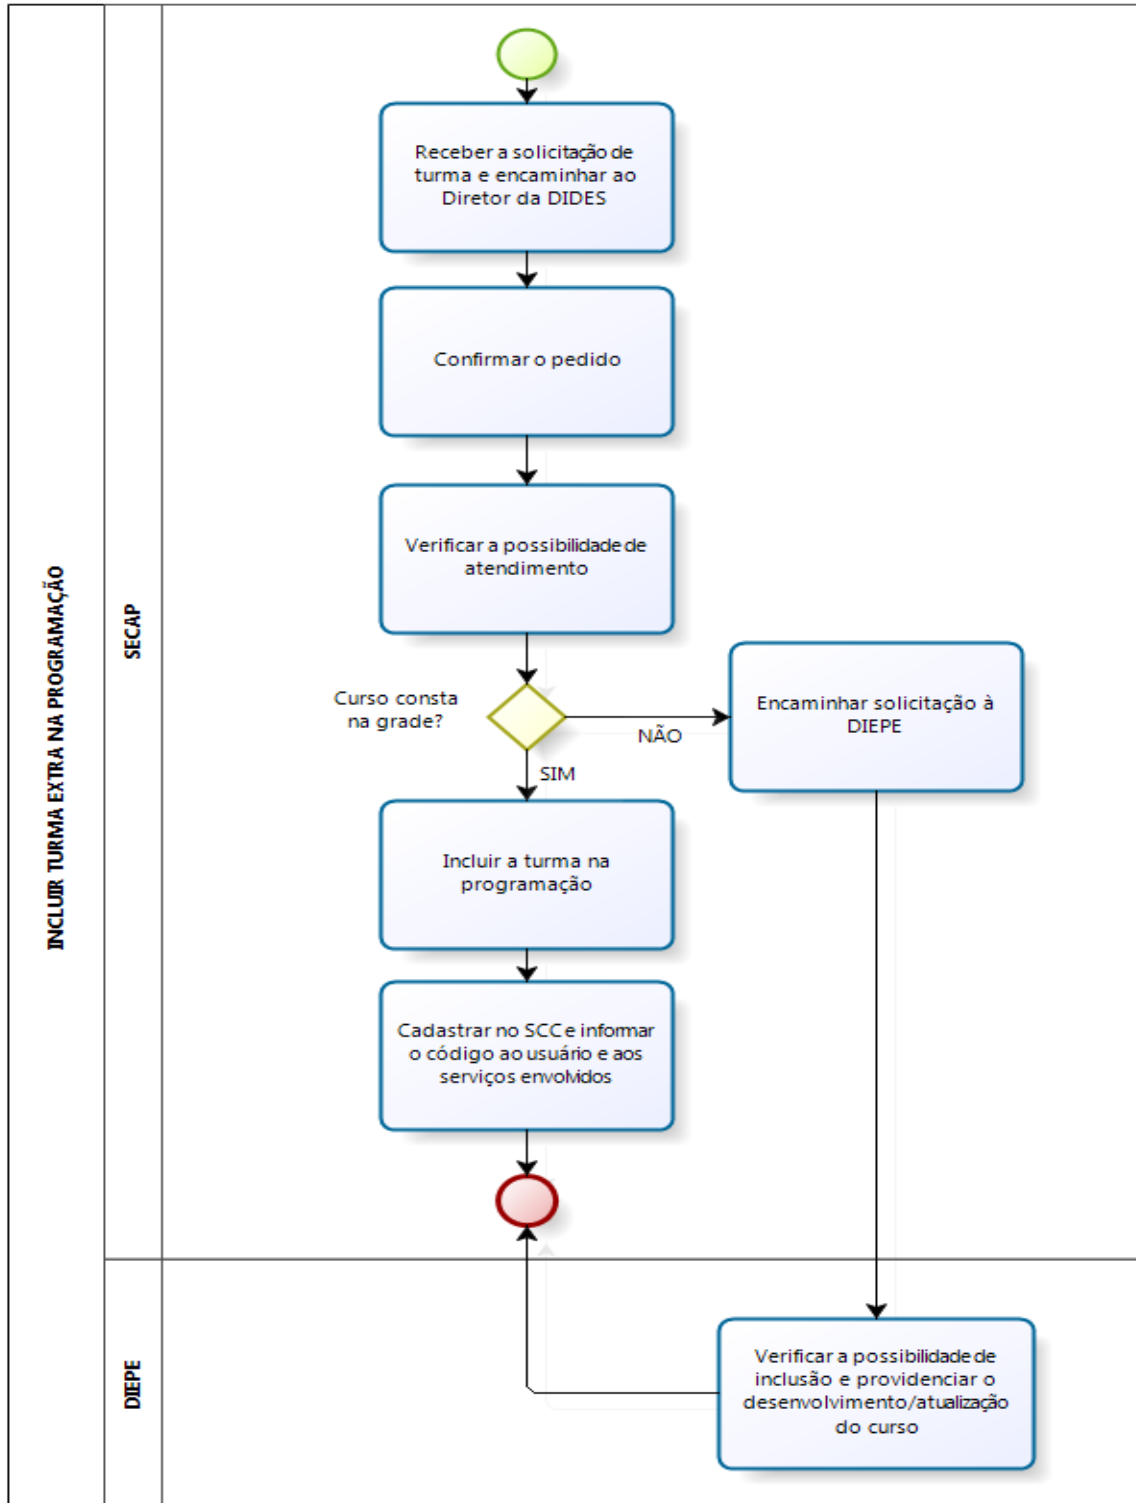 INCLUIR TURMA EXTRA NA PROGRAMAÇÃO
SECAP
Receber a solicitação de
turma e encaminhar ao
Diretor da DIDES
Confirmar o pedido
Verificar a possibilidade de
atendimento
Curso consta
na grade?
NÃO
Encaminhar solicitação à
DIEPE
SIM
Incluir a turma na
programação
Cadastrar no SCC e informar
o código ao usuário e aos
serviços envolvidos
DIEPE
Verificar a possibilidade de
inclusão e providenciar o
desenvolvimento/atualização
do curso